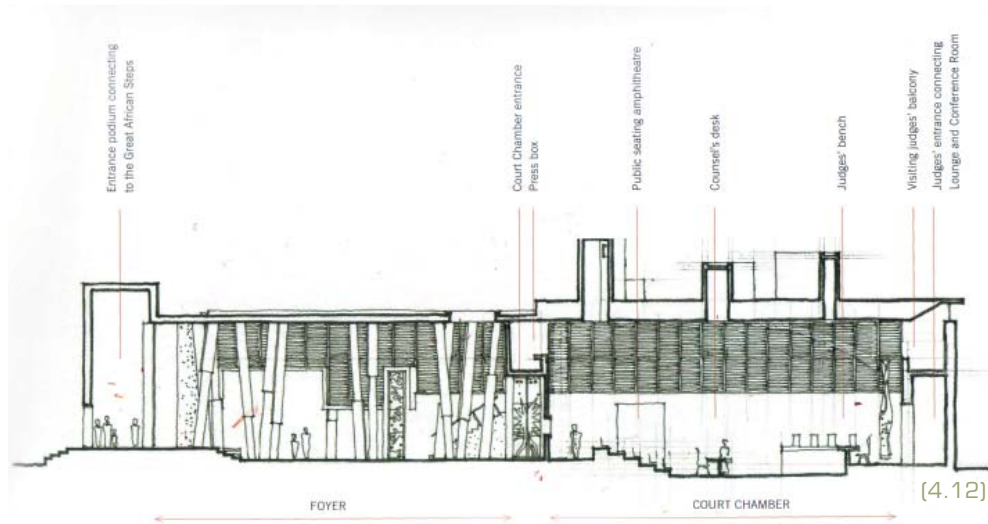 Entrance podium connecting
to the Great African Steps
Court Chamber entrance
Press box
Public seating amphitheatre
Counsel's desk
Judges' bench
Visiting judges' balcony
Judges' entrance connecting
Lounge and Conference Room
FOYER
COURT CHAMBER
(4.12)